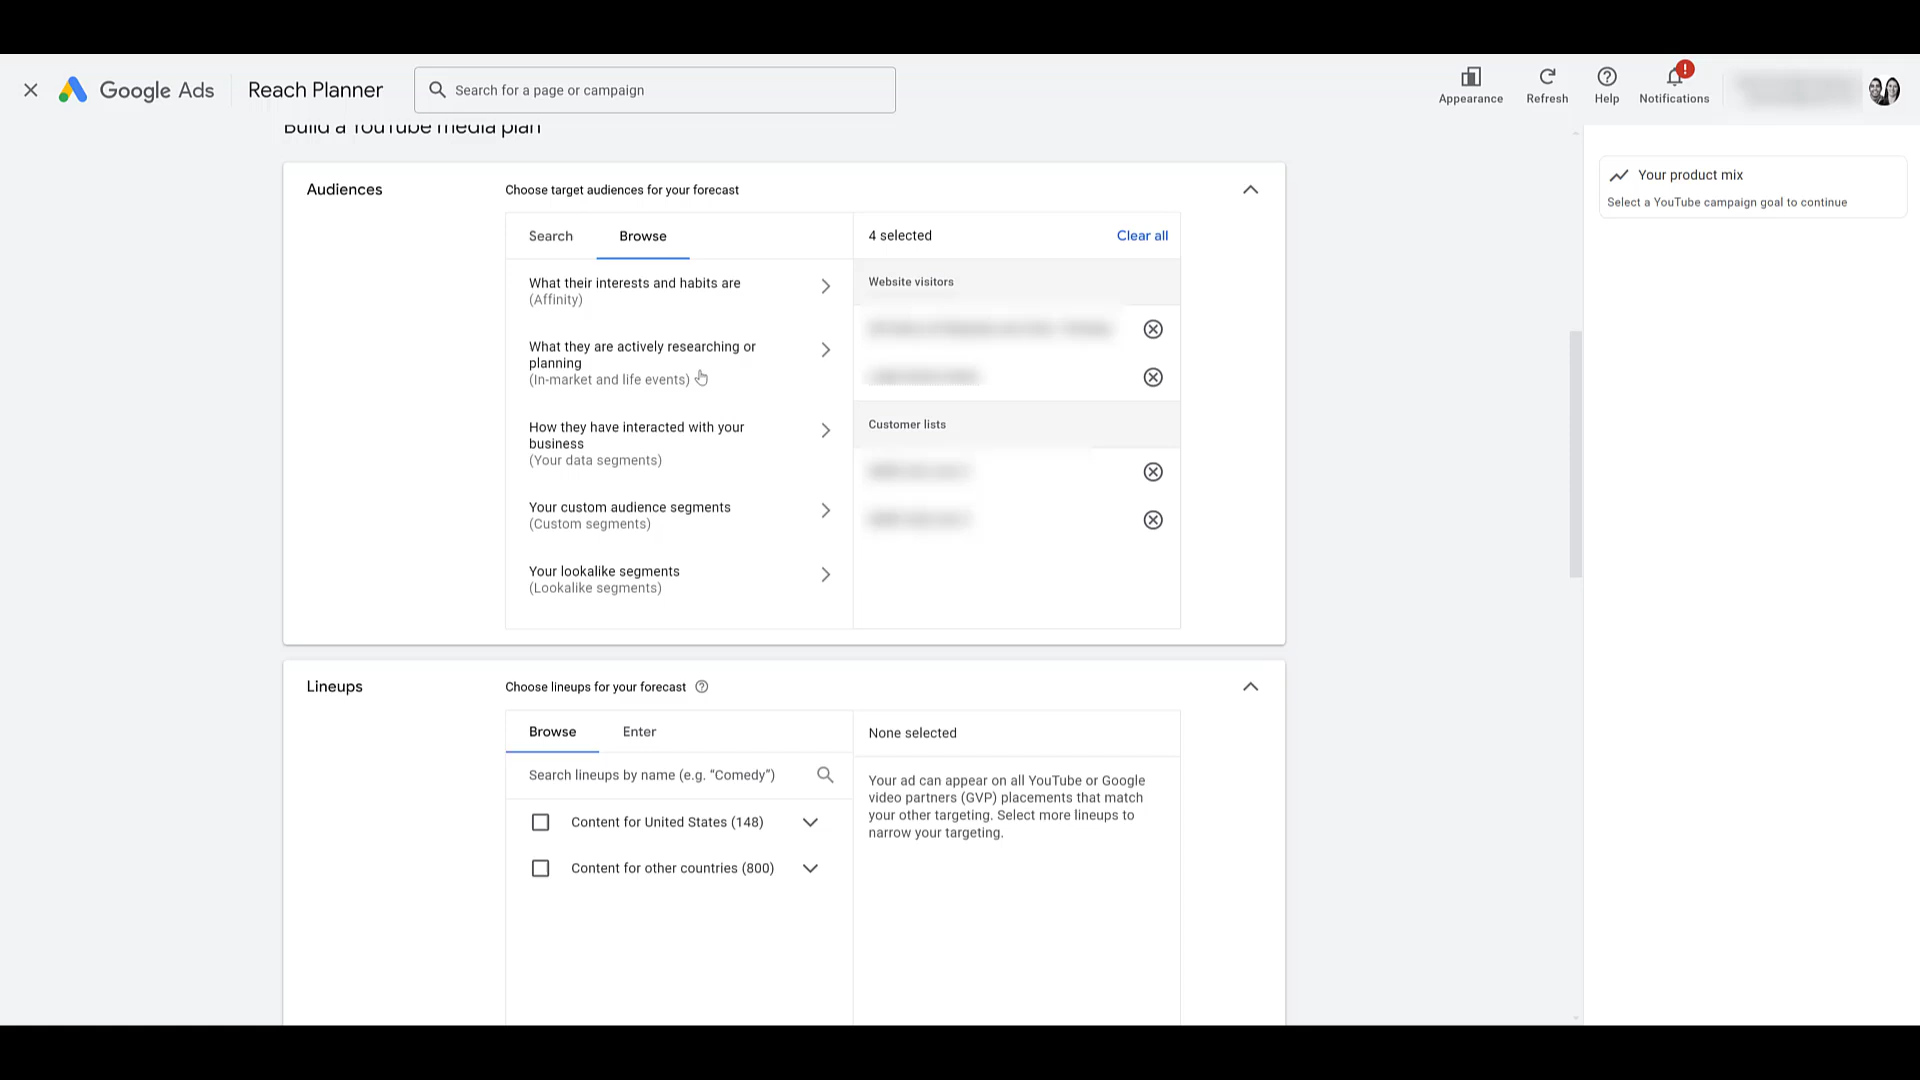 Google Ads
Reach Planner
Search for a page or campaign
Appearance
Refresh
Help
!
Notifications
Build a YouTube media plan
Audiences
Choose target audiences for your forecast
Search
Browse
4 selected
Clear all
What their interests and habits are
(Affinity)
What they are actively researching or
planning
(In-market and life events)
How they have interacted with your
business
(Your data segments)
Your custom audience segments
(Custom segments)
Your lookalike segments
(Lookalike segments)
Website visitors
Customer lists
Your product mix
Select a YouTube campaign goal to continue
Lineups
Choose lineups for your forecast
Browse
Enter
None selected
Search lineups by name (e.g. “Comedy”)
Content for United States (148)
Content for other countries (800)
Your ad can appear on all YouTube or Google
video partners (GVP) placements that match
your other targeting. Select more lineups to
narrow your targeting.